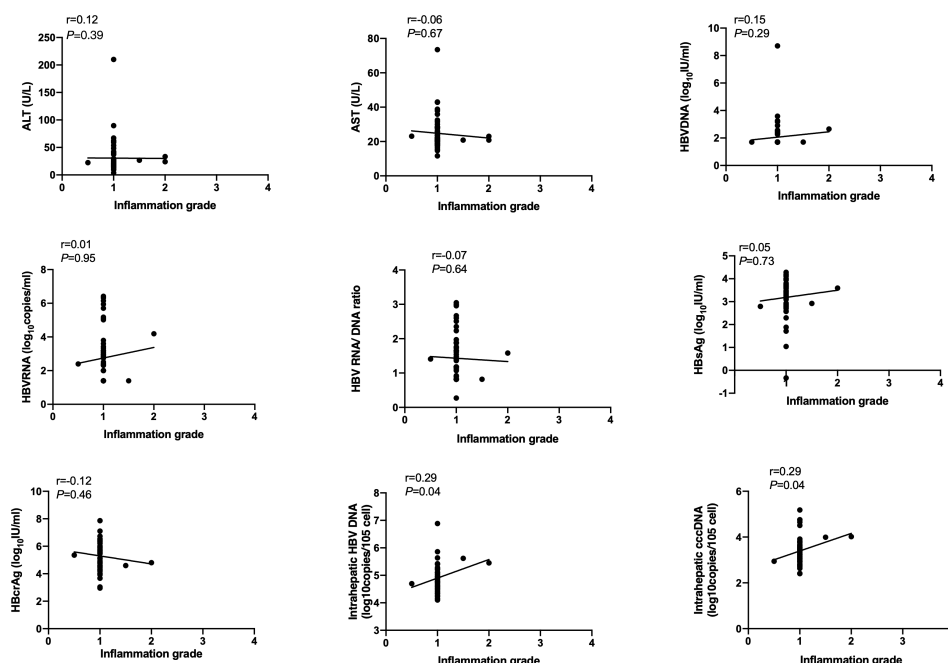 r=0.12
P=0.39
ALT (U/L)
250
200
150
100
50
0
0 1 2 3 4
Inflammation grade
r=-0.06
P=0.67
AST (U/L)
80
60
40
20
0
0 1 2 3 4
Inflammation grade
r=0.15
P=0.29
HBVDNA (log10IU/ml)
10
8
6
4
2
0
0 1 2 3 4
Inflammation grade
r=0.01
P=0.95
HBVRNA (log10copies/ml)
8
6
4
2
0
0 1 2 3 4
Inflammation grade
r=-0.07
P=0.64
HBV RNA/ DNA ratio
4
3
2
1
0
0 1 2 3 4
Inflammation grade
r=0.05
P=0.73
HBsAg (log10IU/ml)
5
4
3
2
1
0
-1
1 2 3 4
Inflammation grade
r=-0.12
P=0.46
HBcrAg (log10IU/ml)
10
8
6
4
2
0
0 1 2 3 4
Inflammation grade
r=0.29
P=0.04
Intrahepatic HBV DNA
(log10copies/105 cell)
8
7
6
5
4
3
0 1 2 3 4
Inflammation grade
r=0.29
P=0.04
Intrahepatic cccDNA
(log10copies/105 cell)
6
4
2
0
0 1 2 3
Inflammation grade